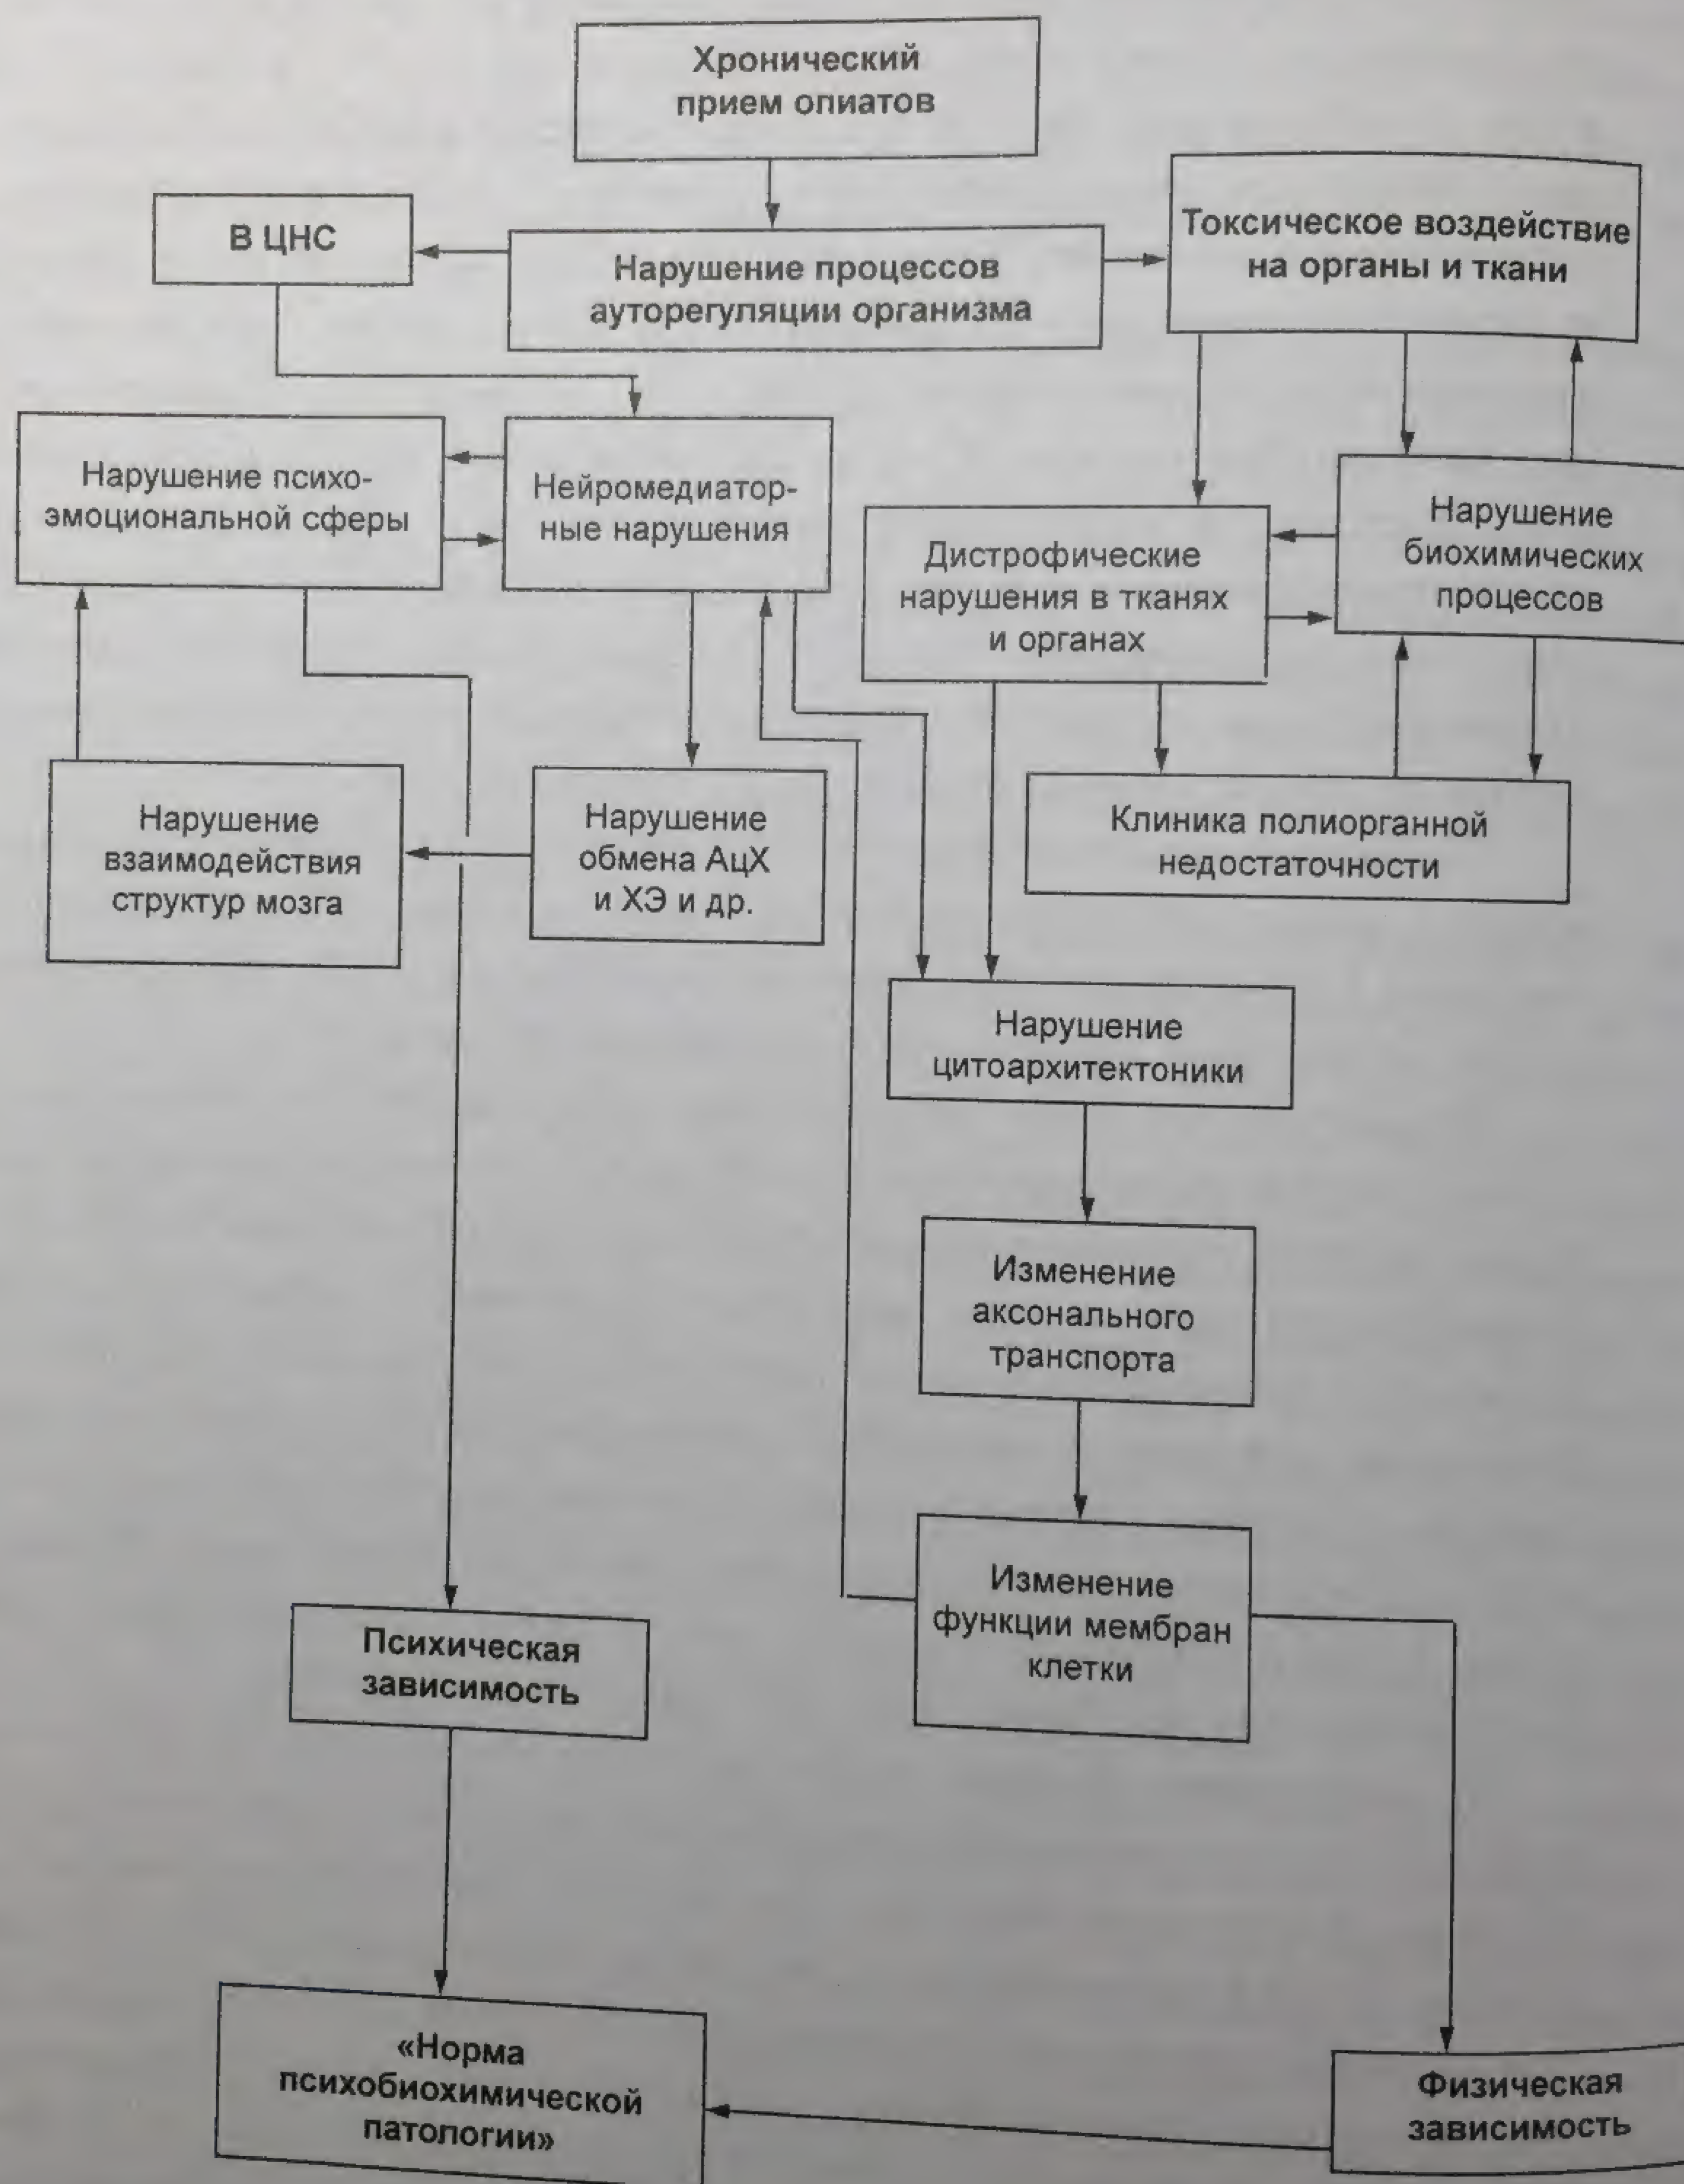 Хронический
прием опиатов
В ЦНС
Нарушение процессов
ауторегуляции организма
Токсическое воздействие
на органы и ткани
Нарушение психо-
эмоциональной сферы
Нейромедиатор-
ные нарушения
Дистрофические
нарушения в тканях
и органах
Нарушение
биохимических
процессов
Нарушение
взаимодействия
структур мозга
Нарушение
обмена АцХ
и ХЭ и др.
Клиника полиорганной
недостаточности
Нарушение
цитоархитектоники
Изменение
аксонального
транспорта
Изменение
функции мембран
клетки
Психическая
зависимость
«Норма
психобиохимической
патологии»
Физическая
зависимость